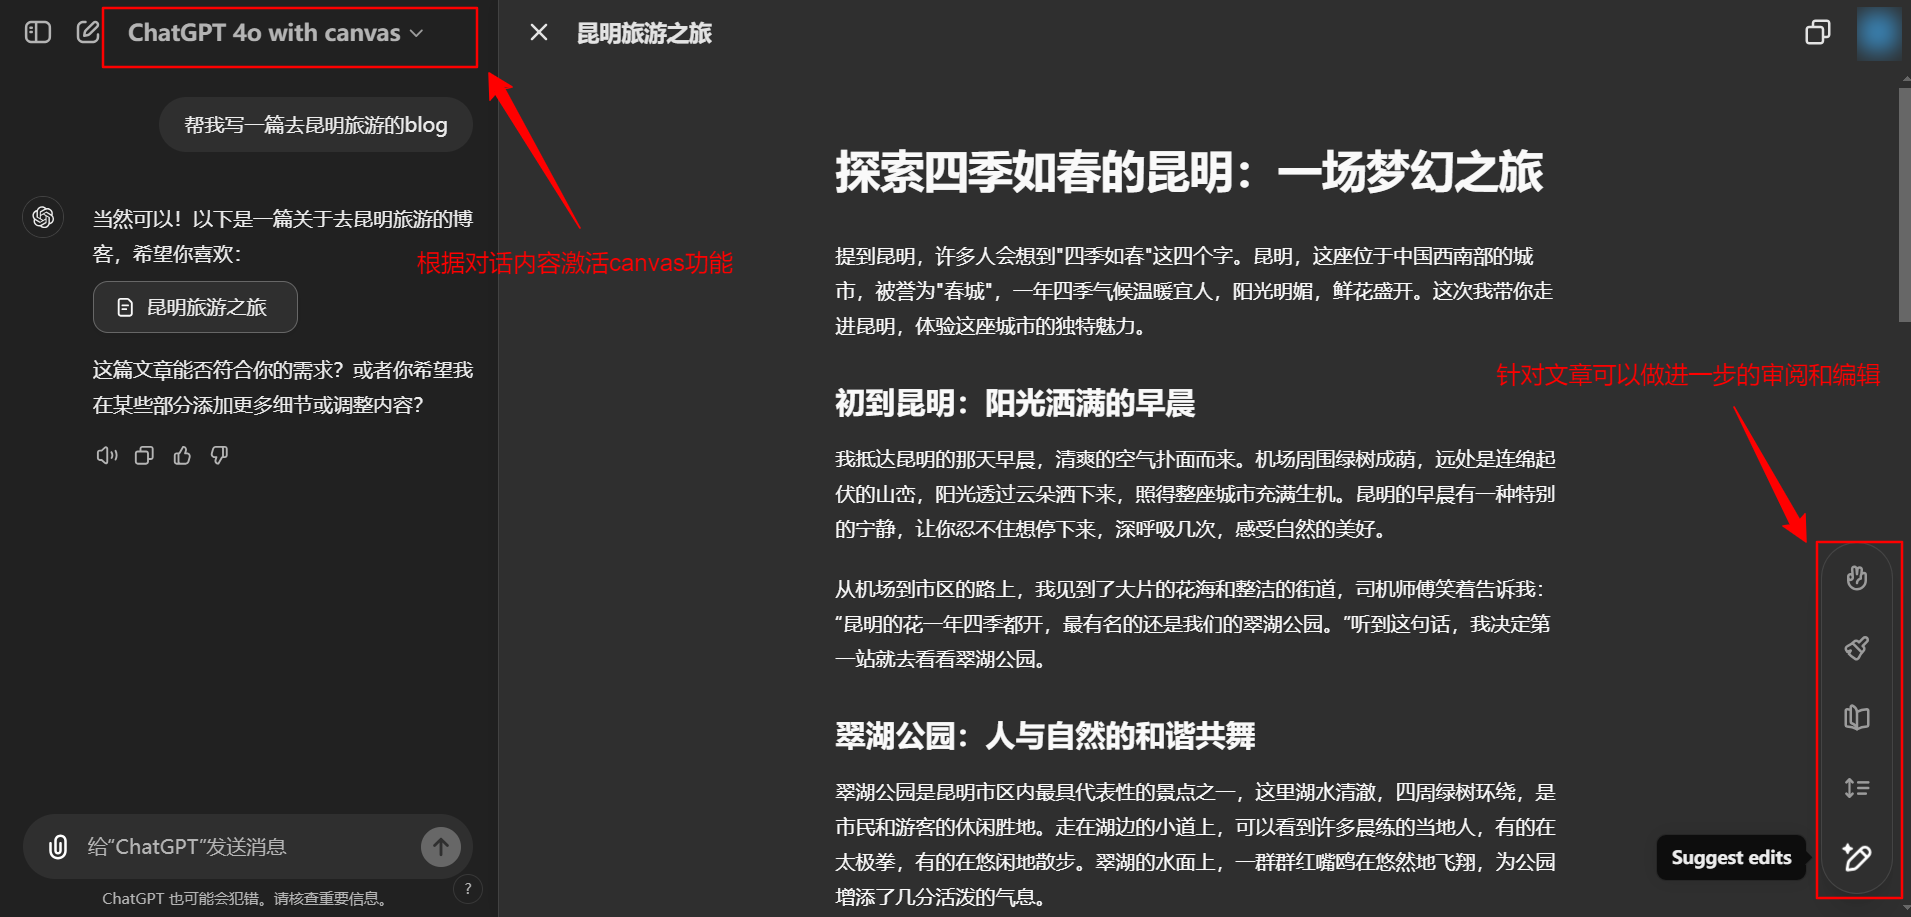 ChatGPT 4o with canvas
帮我写一篇去昆明旅游的blog
当然可以！以下是一篇关于去昆明旅游的博
客，希望你喜欢：
昆明旅游之旅
这篇文章能否符合你的需求？或者你希望我
在某些部分添加更多细节或调整内容？
给“ChatGPT”发送消息
ChatGPT 也可能会犯错。请核查重要信息。
?
根据对话内容激活canvas功能
昆明旅游之旅
探索四季如春的昆明：一场梦幻之旅
提到昆明，许多人会想到"四季如春"这四个字。昆明，这座位于中国西南部的城
市，被誉为"春城"，一年四季气候温暖宜人，阳光明媚，鲜花盛开。这次我带你走
进昆明，体验这座城市的独特魅力。
初到昆明：阳光洒满的早晨
我抵达昆明的那天早晨，清爽的空气扑面而来。机场周围绿树成荫，远处是连绵起
伏的山峦，阳光透过云朵洒下来，照得整座城市充满生机。昆明的早晨有一种特别
的宁静，让你忍不住想停下来，深呼吸几次，感受自然的美好。
从机场到市区的路上，我见到了大片的花海和整洁的街道，司机师傅笑着告诉我：
“昆明的花一年四季都开，最有名的还是我们的翠湖公园。”听到这句话，我决定第
一站就去看看翠湖公园。
翠湖公园：人与自然的和谐共舞
翠湖公园是昆明市区内最具代表性的景点之一，这里湖水清澈，四周绿树环绕，是
市民和游客的休闲胜地。走在湖边的小道上，可以看到许多晨练的当地人，有的在
太极拳，有的在悠闲地散步。翠湖的水面上，一群群红嘴鸥在悠然地飞翔，为公园
增添了几分活泼的气息。
针对文章可以做进一步的审阅和编辑
Suggest edits